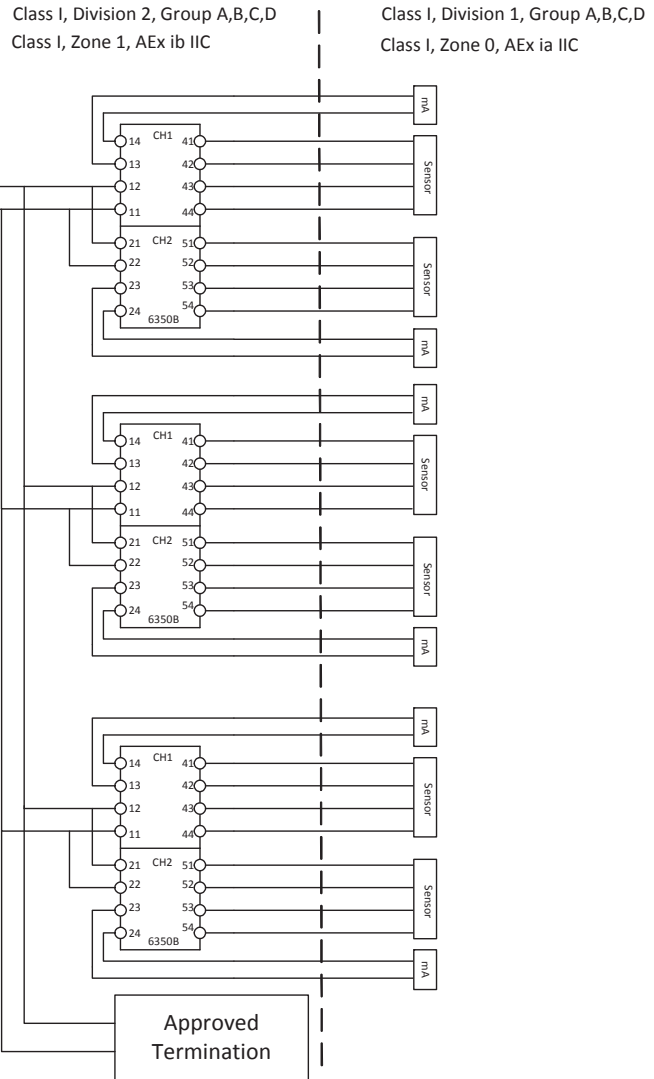 Class I, Division 2, Group A,B,C,D
Class I, Zone 1, AEx ib IIC
Class I, Division 1, Group A,B,C,D
Class I, Zone 0, AEx ia IIC
mA
14 CH1 41
13 42
12 43
11 44
Sensor
21 CH2 51
22 52
23 53
24 54
6350B
Sensor
mA
mA
14 CH1 41
13 42
12 43
11 44
Sensor
21 CH2 51
22 52
23 53
24 54
6350B
Sensor
mA
mA
14 CH1 41
13 42
12 43
11 44
Sensor
21 CH2 51
22 52
23 53
24 54
6350B
Sensor
mA
Approved
Termination